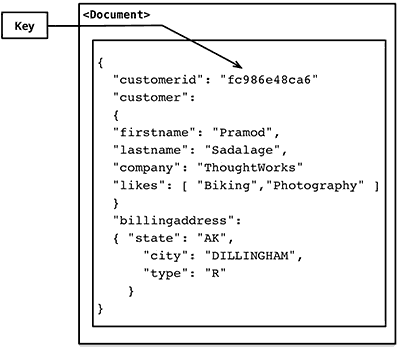 <Document>
Key
{
"customerid": "fc986e48ca6"
"customer":
{
"firstname": "Pramod",
"lastname": "Sadalage",
"company": "ThoughtWorks"
"likes": [ "Biking","Photography" ]
}
"billingaddress":
{ "state": "AK",
"city": "DILLINGHAM",
"type": "R"
}
}